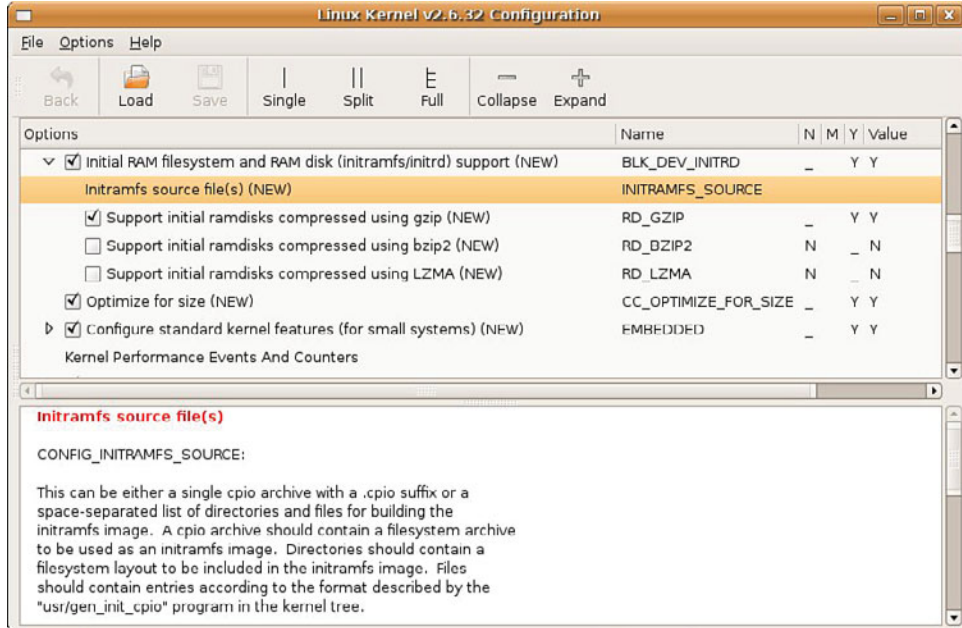 Linux Kernel v2.6.32 Configuration
File Options Help
Back Load Save Single Split Full Collapse Expand
Options Name N M Y Value
Initial RAM filesystem and RAM disk (initramfs/initrd) support (NEW) BLK_DEV_INITRD _ Y Y
Initramfs source file(s) (NEW) INITRAMFS_SOURCE
Support initial ramdisks compressed using gzip (NEW) RD_GZIP _ Y Y
Support initial ramdisks compressed using bzip2 (NEW) RD_BZIP2 N _ N
Support initial ramdisks compressed using LZMA (NEW) RD_LZMA N _ N
Optimize for size (NEW) CC_OPTIMIZE_FOR_SIZE _ Y Y
Configure standard kernel features (for small systems) (NEW) EMBEDDED _ Y Y
Kernel Performance Events And Counters
Initramfs source file(s)
CONFIG_INITRAMFS_SOURCE:
This can be either a single cpio archive with a .cpio suffix or a
space-separated list of directories and files for building the
initramfs image. A cpio archive should contain a filesystem archive
to be used as an initramfs image. Directories should contain a
filesystem layout to be included in the initramfs image. Files
should contain entries according to the format described by the
"usr/gen_init_cpio" program in the kernel tree.